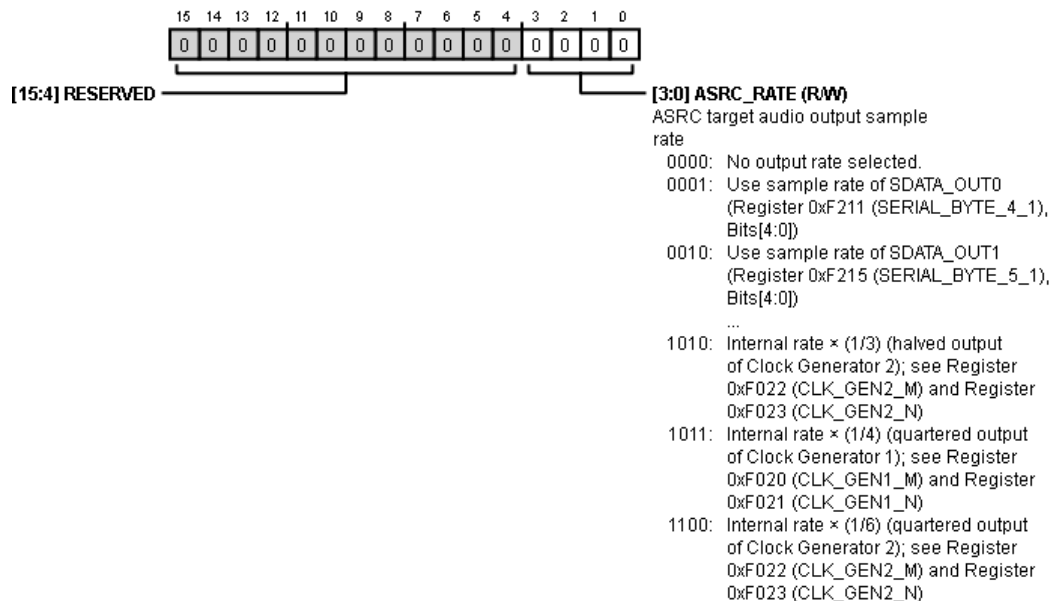 15 14 13 12 11 10 9 8 7 6 5 4 3 2 1 0
0 0 0 0 0 0 0 0 0 0 0 0 0 0 0 0
[15:4] RESERVED
[3:0] ASRC_RATE (R/W)
ASRC target audio output sample
rate
0000: No output rate selected.
0001: Use sample rate of SDATA_OUT0
(Register 0xF211 (SERIAL_BYTE_4_1),
Bits[4:0])
0010: Use sample rate of SDATA_OUT1
(Register 0xF215 (SERIAL_BYTE_5_1),
Bits[4:0])
...
1010: Internal rate × (1/3) (halved output
of Clock Generator 2); see Register
0xF022 (CLK_GEN2_M) and Register
0xF023 (CLK_GEN2_N)
1011: Internal rate × (1/4) (quartered output
of Clock Generator 1); see Register
0xF020 (CLK_GEN1_M) and Register
0xF021 (CLK_GEN1_N)
1100: Internal rate × (1/6) (quartered output
of Clock Generator 2); see Register
0xF022 (CLK_GEN2_M) and Register
0xF023 (CLK_GEN2_N)